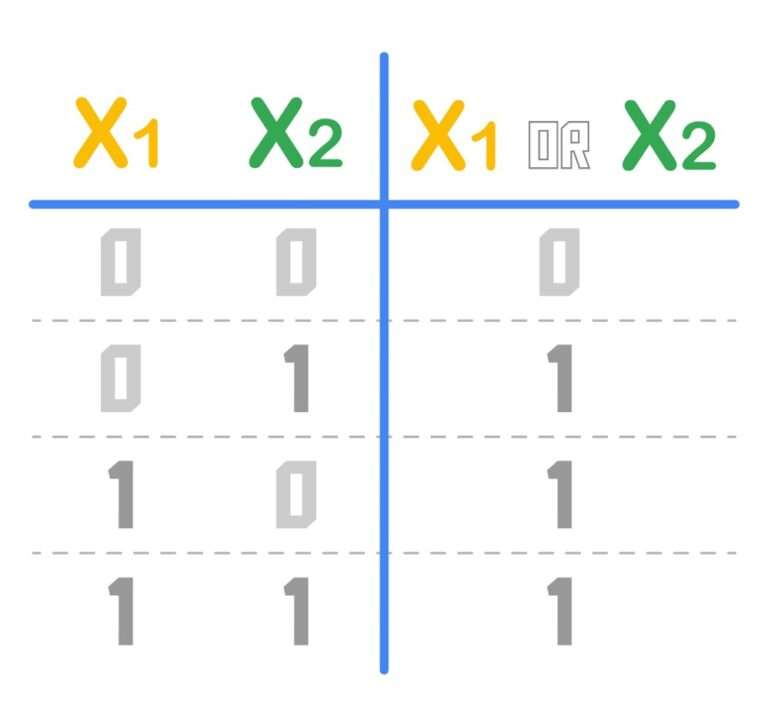 X1 X2 X1 OR X2
0 0 0
0 1 1
1 0 1
1 1 1